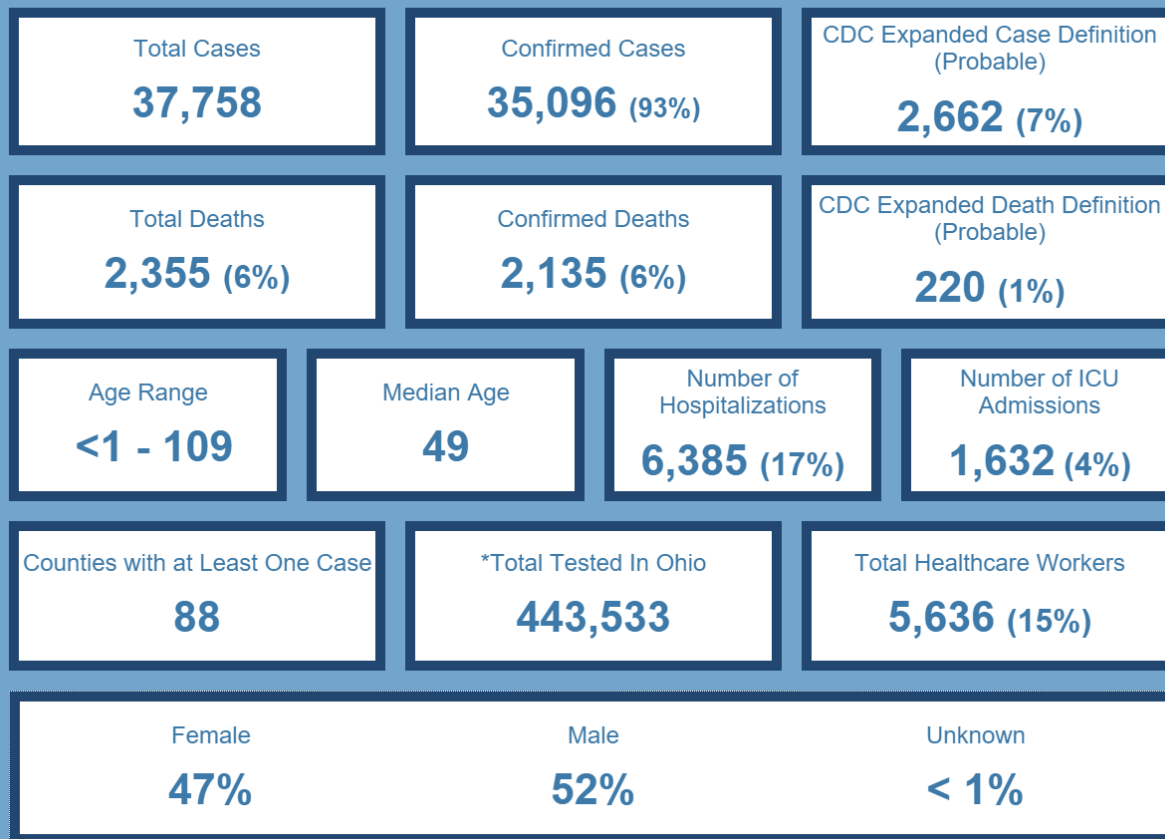 Total Cases
37,758
Confirmed Cases
35,096 (93%)
CDC Expanded Case Definition
(Probable)
2,662 (7%)
Total Deaths
2,355 (6%)
Confirmed Deaths
2,135 (6%)
CDC Expanded Death Definition
(Probable)
220 (1%)
Age Range
<1 - 109
Median Age
49
Number of
Hospitalizations
6,385 (17%)
Number of ICU
Admissions
1,632 (4%)
Counties with at Least One Case
88
*Total Tested In Ohio
443,533
Total Healthcare Workers
5,636 (15%)
Female
47%
Male
52%
Unknown
< 1%